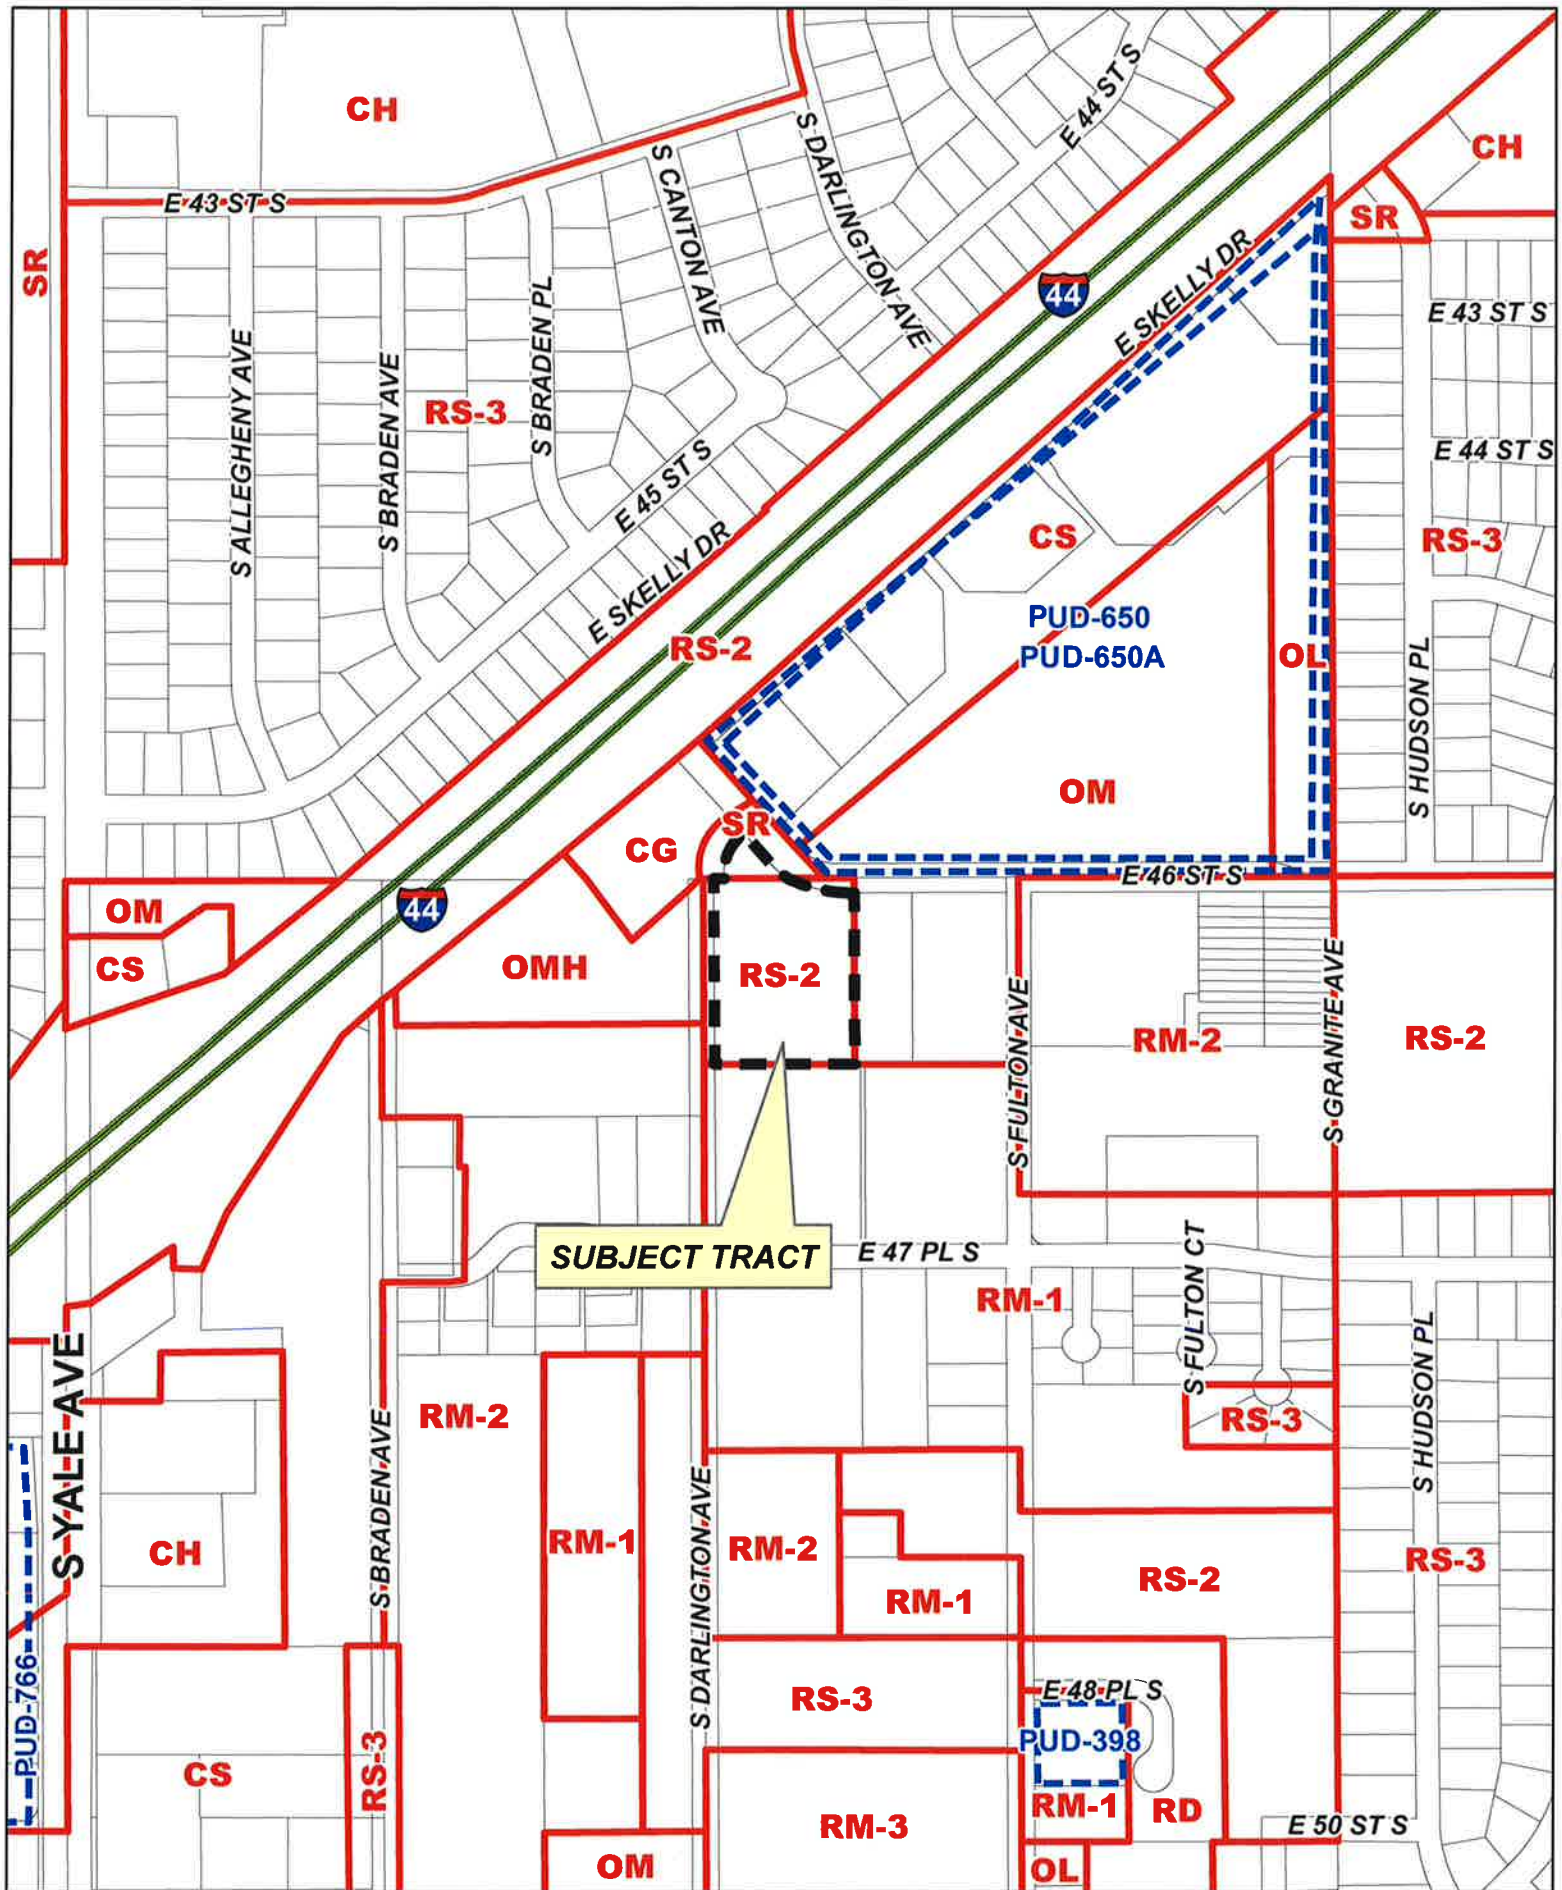 CH
E 43 ST S
SR
S DARLINGTON AVE
S CANTON AVE
E 44 ST S
CH
SR
E 43 ST S
E 44 ST S
RS-3
S HUDSON PL
S ALLEGHENY AVE
S BRADEN AVE
RS-3
S BRADEN PL
E 45 ST S
E SKELLY DR
44
E SKELLY DR
CS
PUD-650
PUD-650A
OL
RS-2
OM
SR
CG
E 46 ST S
OM
CS
44
OMH
RS-2
S FULTON AVE
RM-2
S GRANITE AVE
RS-2
SUBJECT TRACT
E 47 PL S
RM-1
S FULTON CT
S HUDSON PL
S YALE AVE
RM-2
RS-3
CH
S BRADEN AVE
RM-1
S DARLINGTON AVE
RM-2
RM-1
RS-2
RS-3
PUD-766
CS
RS-3
RS-3
E 48 PL S
PUD-398
RM-1
RD
RM-3
E 50 ST S
OM
OL